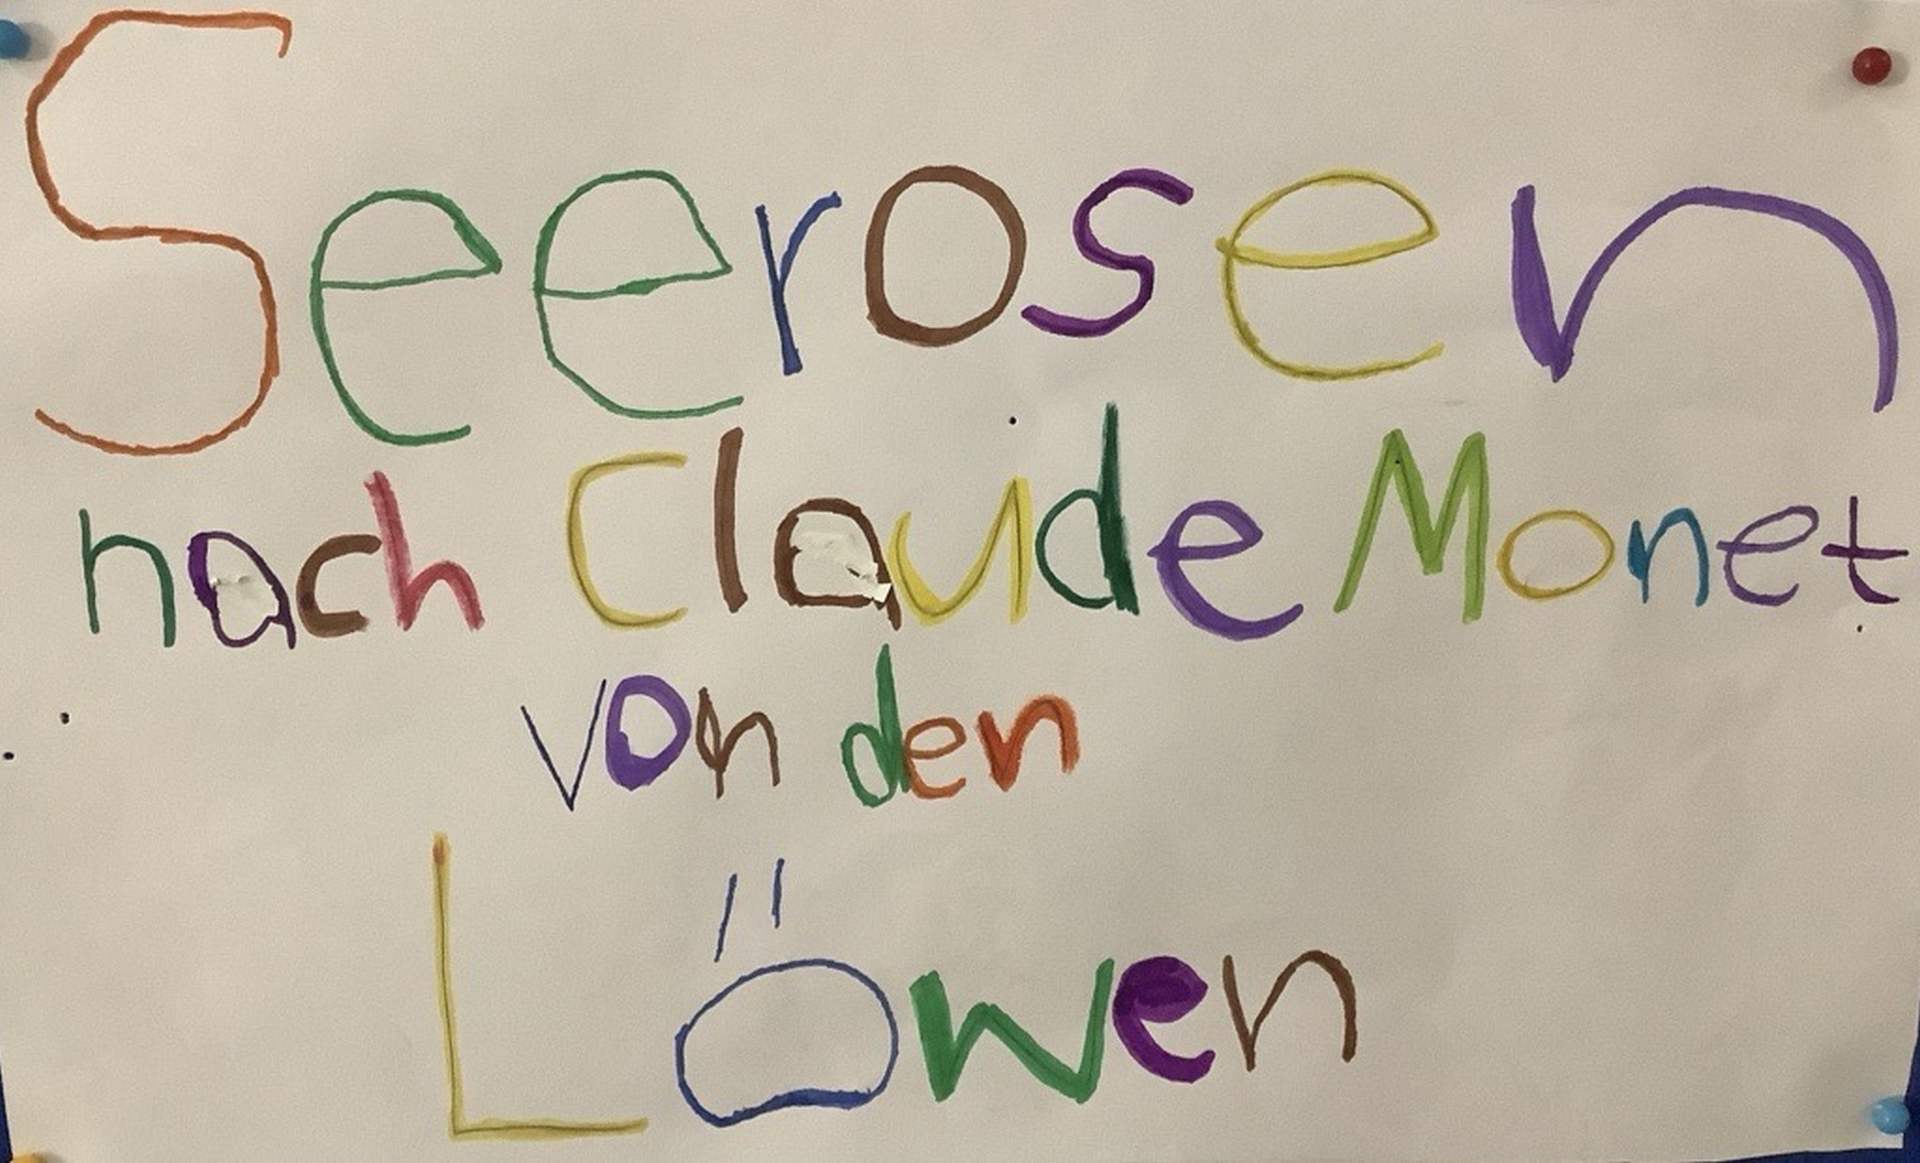 Seerosen
nach Claude Monet
von den
Löwen